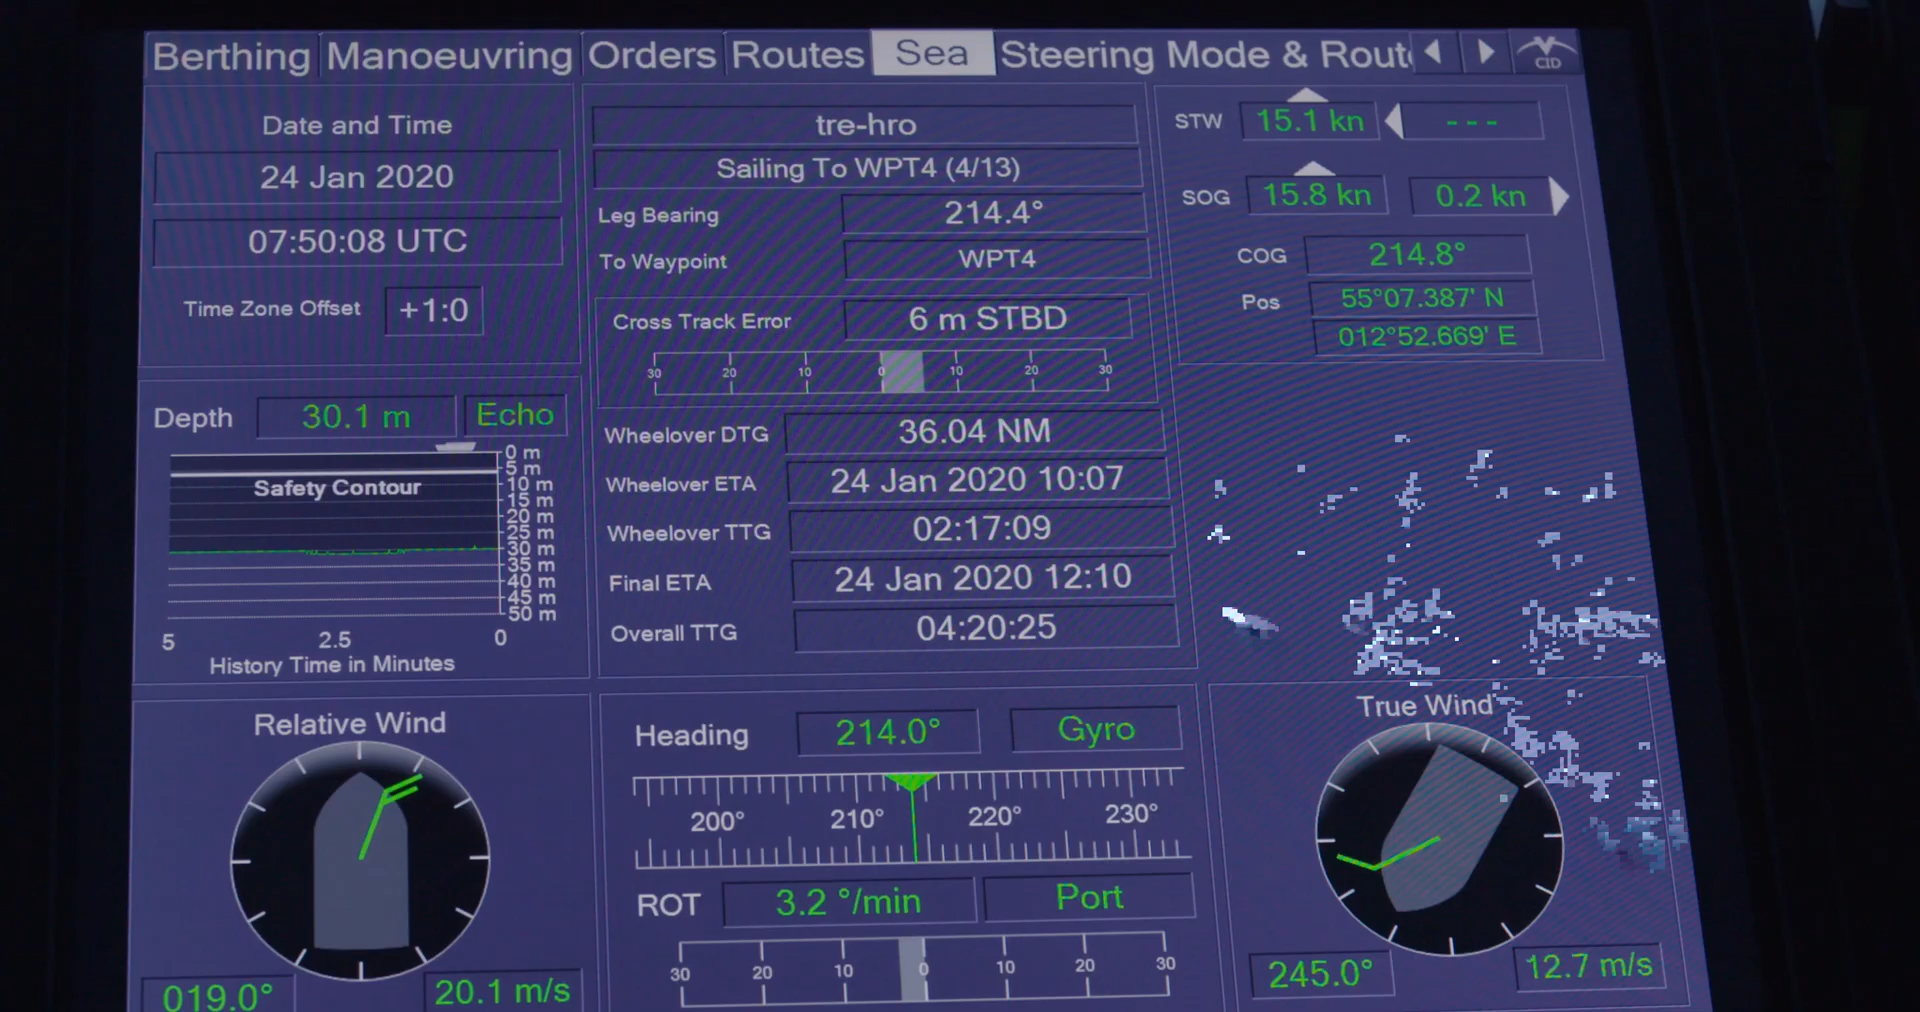 Berthing Manoeuvring Orders Routes Sea Steering Mode & Rout
CID
Date and Time
24 Jan 2020
07:50:08 UTC
Time Zone Offset +1:0
Depth 30.1 m Echo
0 m
5 m
Safety Contour
10 m
15 m
20 m
25 m
30 m
35 m
40 m
45 m
50 m
5 2.5 0
History Time in Minutes
Relative Wind
019.0° 20.1 m/s
tre-hro
Sailing To WPT4 (4/13)
Leg Bearing 214.4°
To Waypoint WPT4
Cross Track Error 6 m STBD
30 20 10 0 10 20 30
Wheelover DTG 36.04 NM
Wheelover ETA 24 Jan 2020 10:07
Wheelover TTG 02:17:09
Final ETA 24 Jan 2020 12:10
Overall TTG 04:20:25
Heading 214.0° Gyro
200° 210° 220° 230°
ROT 3.2 °/min Port
30 20 10 0 10 20 30
STW 15.1 kn ---
SOG 15.8 kn 0.2 kn
COG 214.8°
Pos 55°07.387' N
012°52.669' E
True Wind
245.0° 12.7 m/s